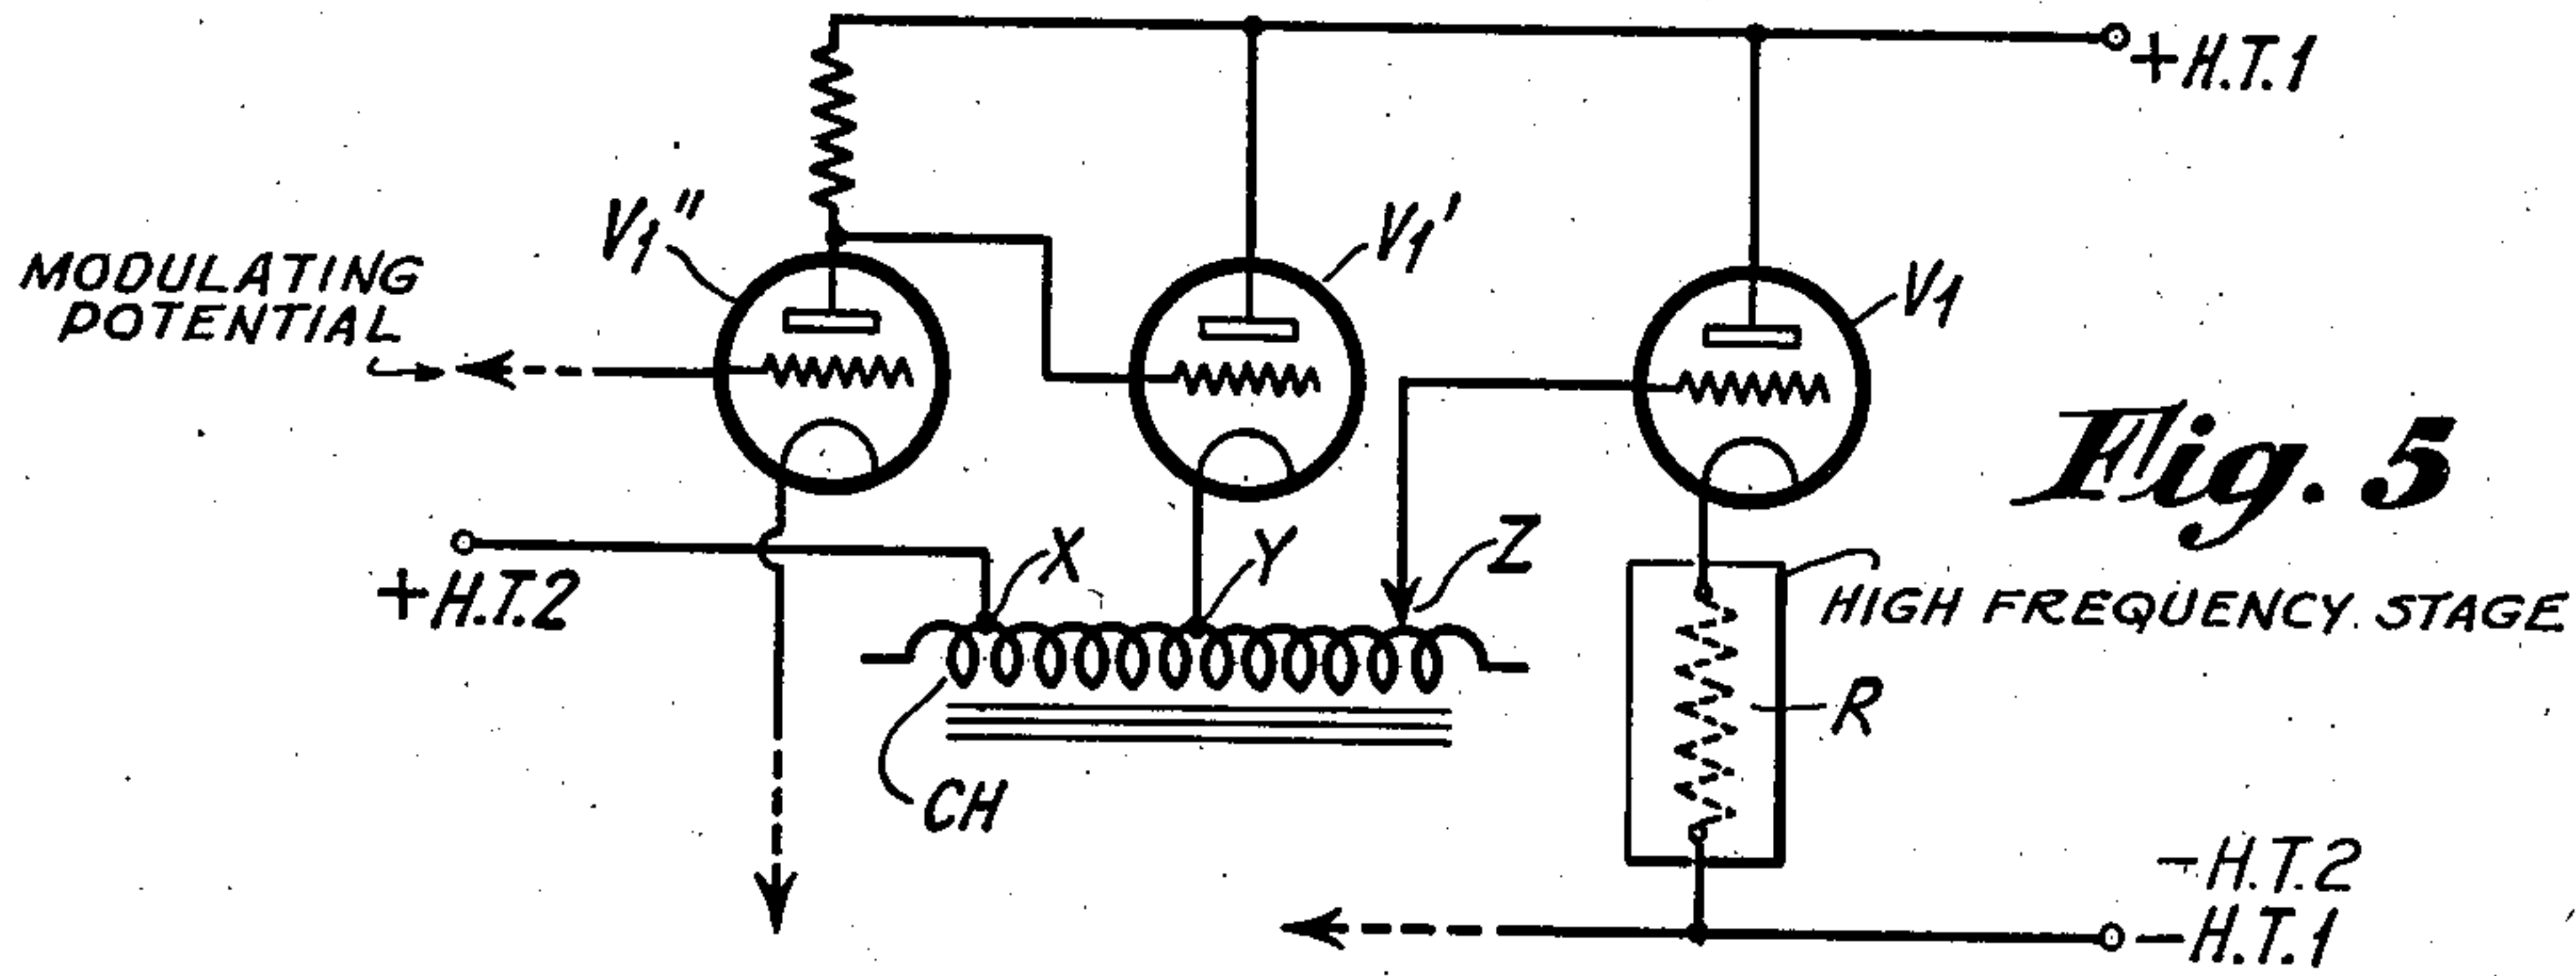 +H.T.1
V1"
V1'
V1
MODULATING
POTENTIAL
Fig. 5
X
Y
Z
+H.T.2
HIGH FREQUENCY STAGE
R
CH
-H.T.2
-H.T.1